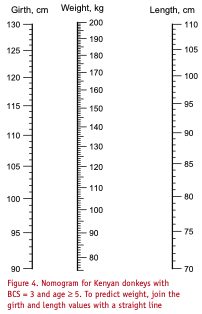 Girth, cm Weight, kg Length, cm
130 200 110
190
125 180 105
170
120 160 100
150
115 95
140
110 130 90
120
105 85
110
100 100 80
95 90 75
80
90 70
Figure 4. Nomogram for Kenyan donkeys with
BCS = 3 and age ≥ 5. To predict weight, join the
girth and length values with a straight line